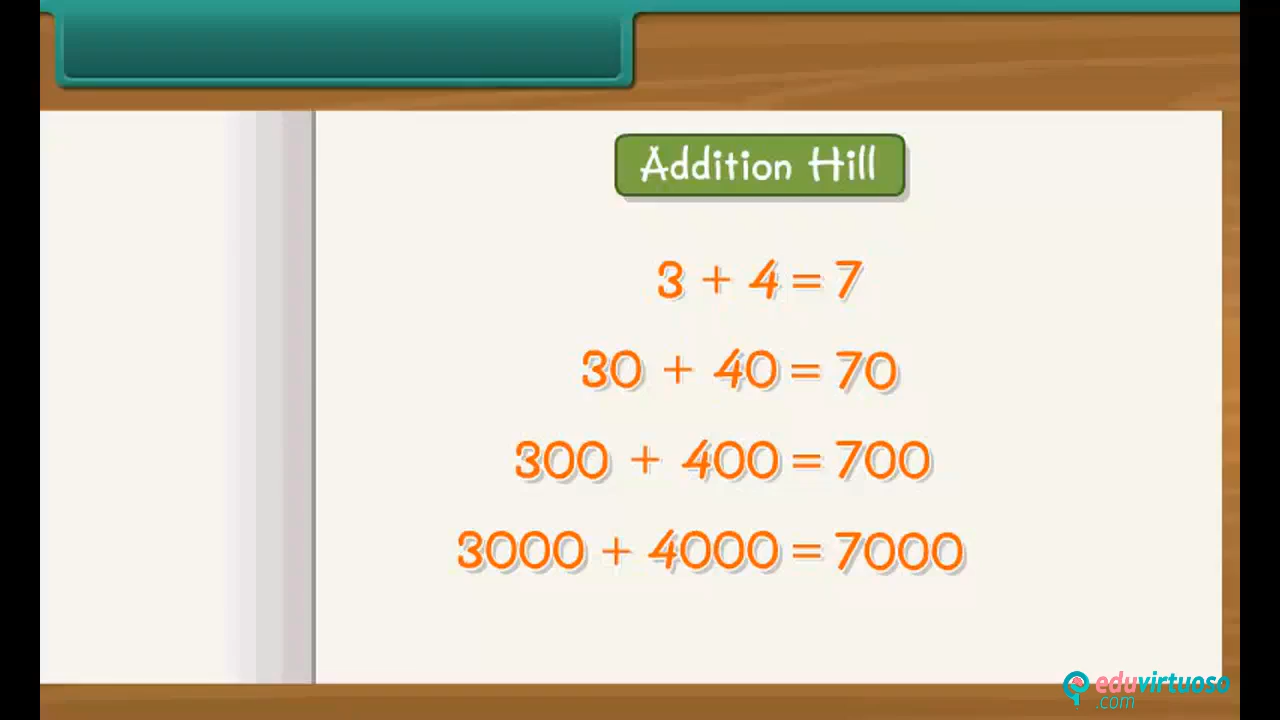 Addition Hill
3 + 4 = 7
30 + 40 = 70
300 + 400 = 700
3000 + 4000 = 7000
eduvirtuoso
.com